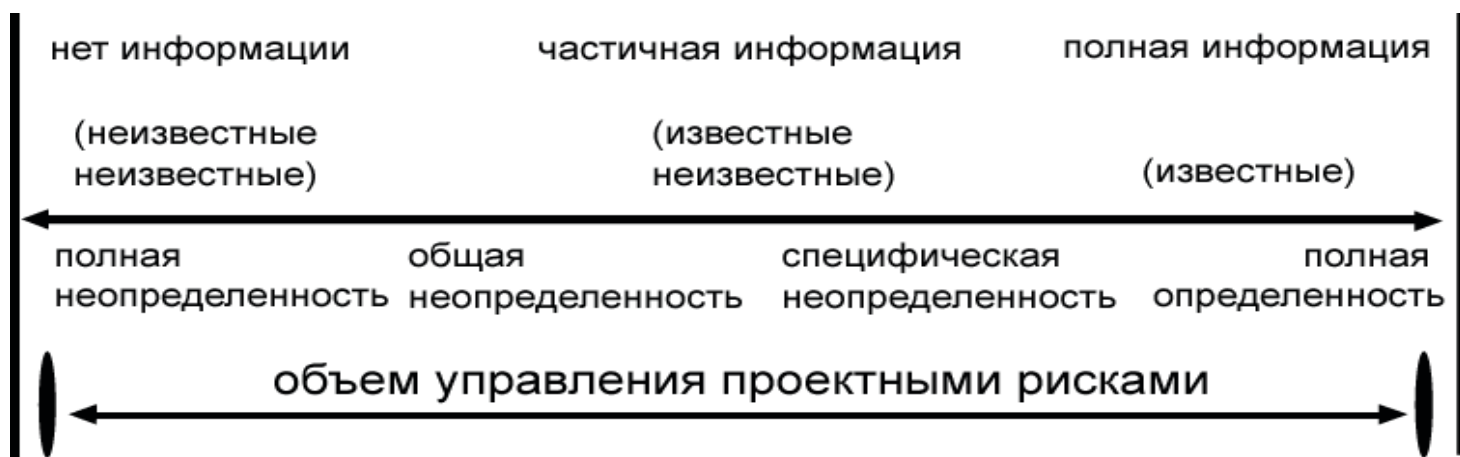 нет информации частичная информация полная информация
(неизвестные (известные
неизвестные) неизвестные) (известные)
полная общая специфическая полная
неопределенность неопределенность неопределенность определенность
объем управления проектными рисками